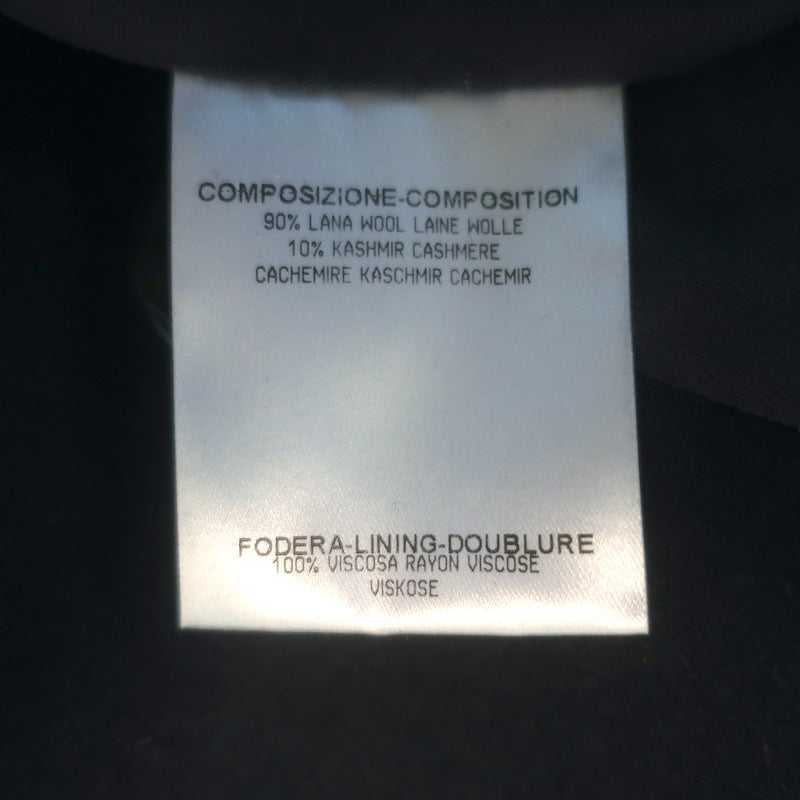 COMPOSIZIONE-COMPOSITION
90% LANA WOOL LAINE WOLLE
10% KASHMIR CASHMERE
CACHEMIRE KASCHMIR CACHEMIR
FODERA-LINING-DOUBLURE
100% VISCOSA RAYON VISCOSE
VISKOSE